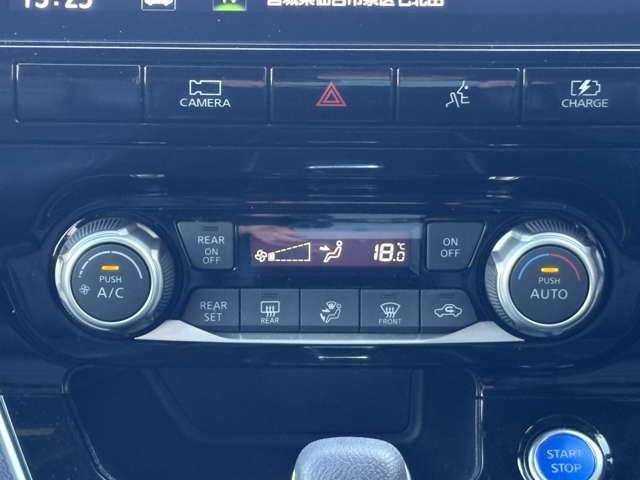 CAMERA
CHARGE
REAR
ON
OFF
18.0
℃
ON
OFF
PUSH
A/C
PUSH
AUTO
REAR
SET
REAR
FRONT
START
STOP